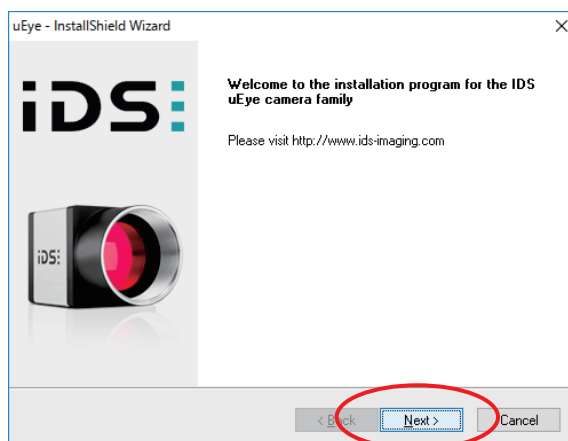 uEye - InstallShield Wizard
iDS:
Welcome to the installation program for the IDS
uEye camera family
Please visit http://www.ids-imaging.com
iDS:
< Back
Next >
Cancel